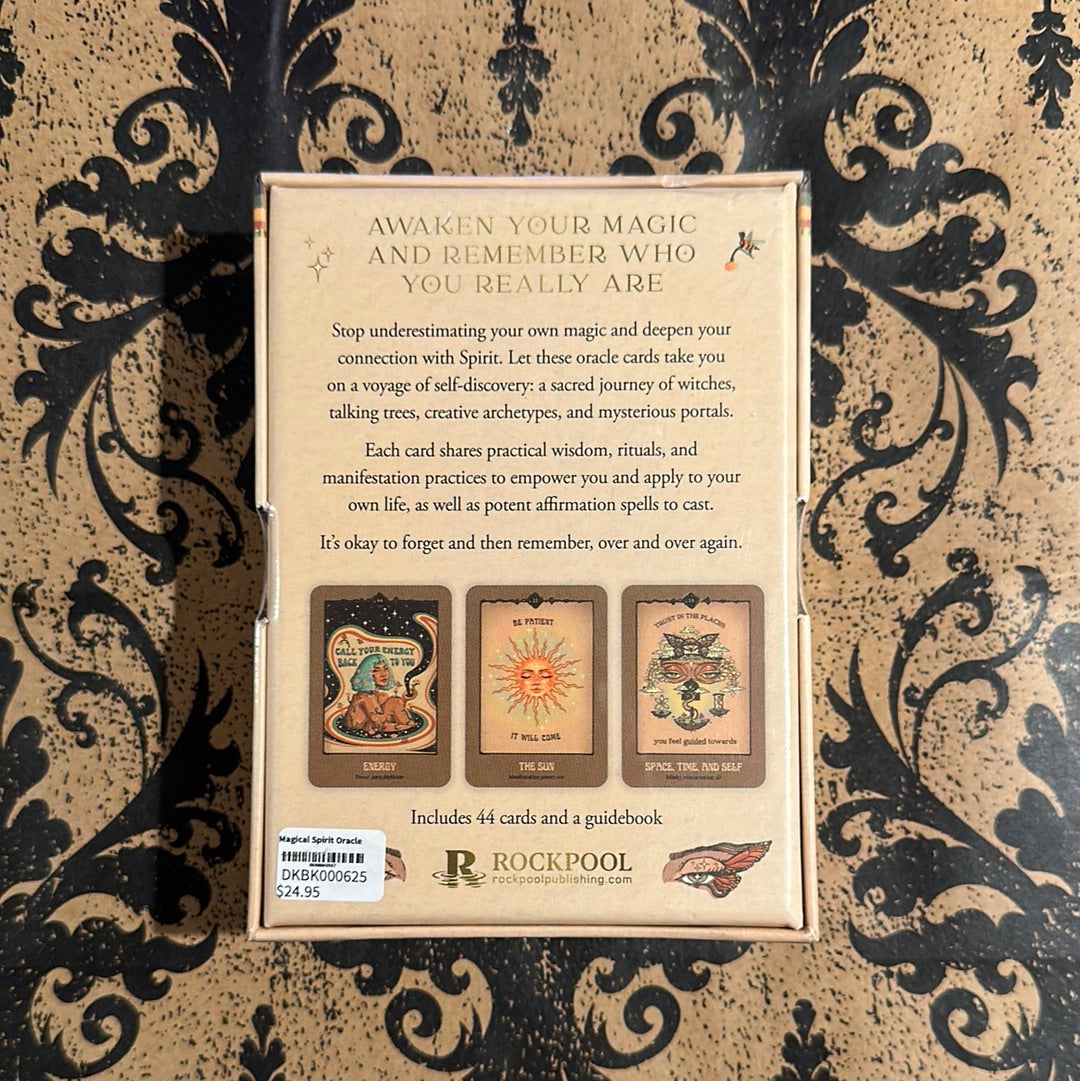 AWAKEN YOUR MAGIC
AND REMEMBER WHO
YOU REALLY ARE
Stop underestimating your own magic and deepen your
connection with Spirit. Let these oracle cards take you
on a voyage of self-discovery: a sacred journey of witches,
talking trees, creative archetypes, and mysterious portals.
Each card shares practical wisdom, rituals, and
manifestation practices to empower you and apply to your
own life, as well as potent affirmation spells to cast.
It's okay to forget and then remember, over and over again.
CALL YOUR ENERGY
BACK TO YOU
ENERGY
BE PATIENT
IT WILL COME
THE SUN
TRUST IN THE PLACES
you feel guided towards
SPACE, TIME, AND SELF
Includes 44 cards and a guidebook
Magical Spirit Oracle
DKBK000625
$24.95
R ROCKPOOL
rockpoolpublishing.com